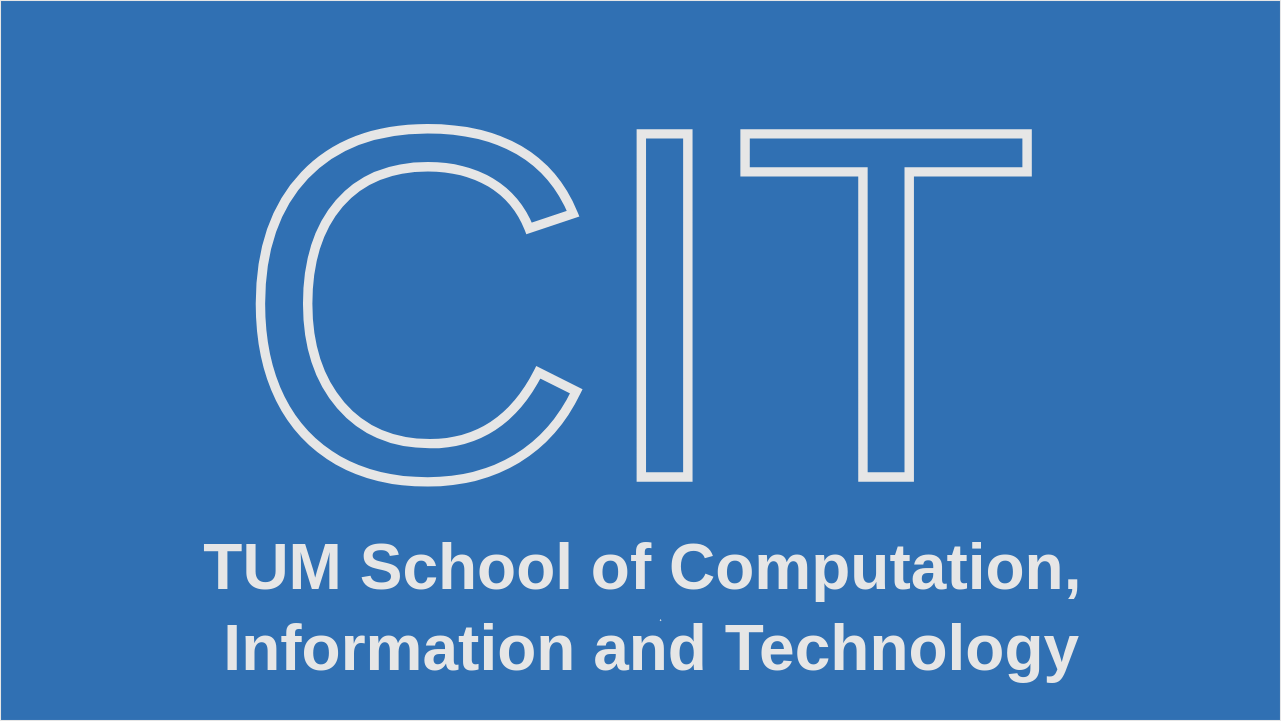 CIT
TUM School of Computation,
Information and Technology